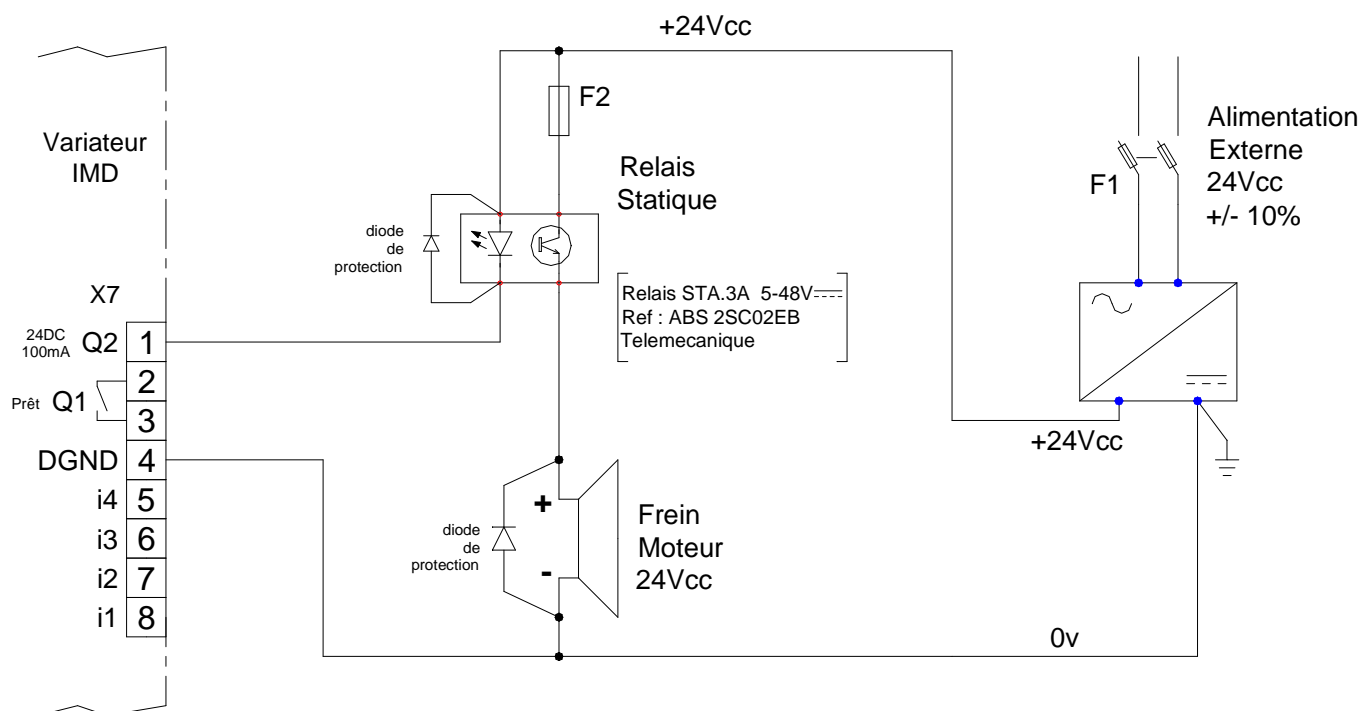 +24Vcc
F2
Variateur
IMD
Relais
Statique
F1
Alimentation
Externe
24Vcc
+/- 10%
diode
de
protection
Relais STA.3A 5-48V
Ref : ABS 2SC02EB
Telemecanique
X7
24DC
100mA
Q2 1
2
Prêt Q1
3
DGND 4
i4 5
i3 6
i2 7
i1 8
+24Vcc
diode
de
protection
+
-
Frein
Moteur
24Vcc
0v